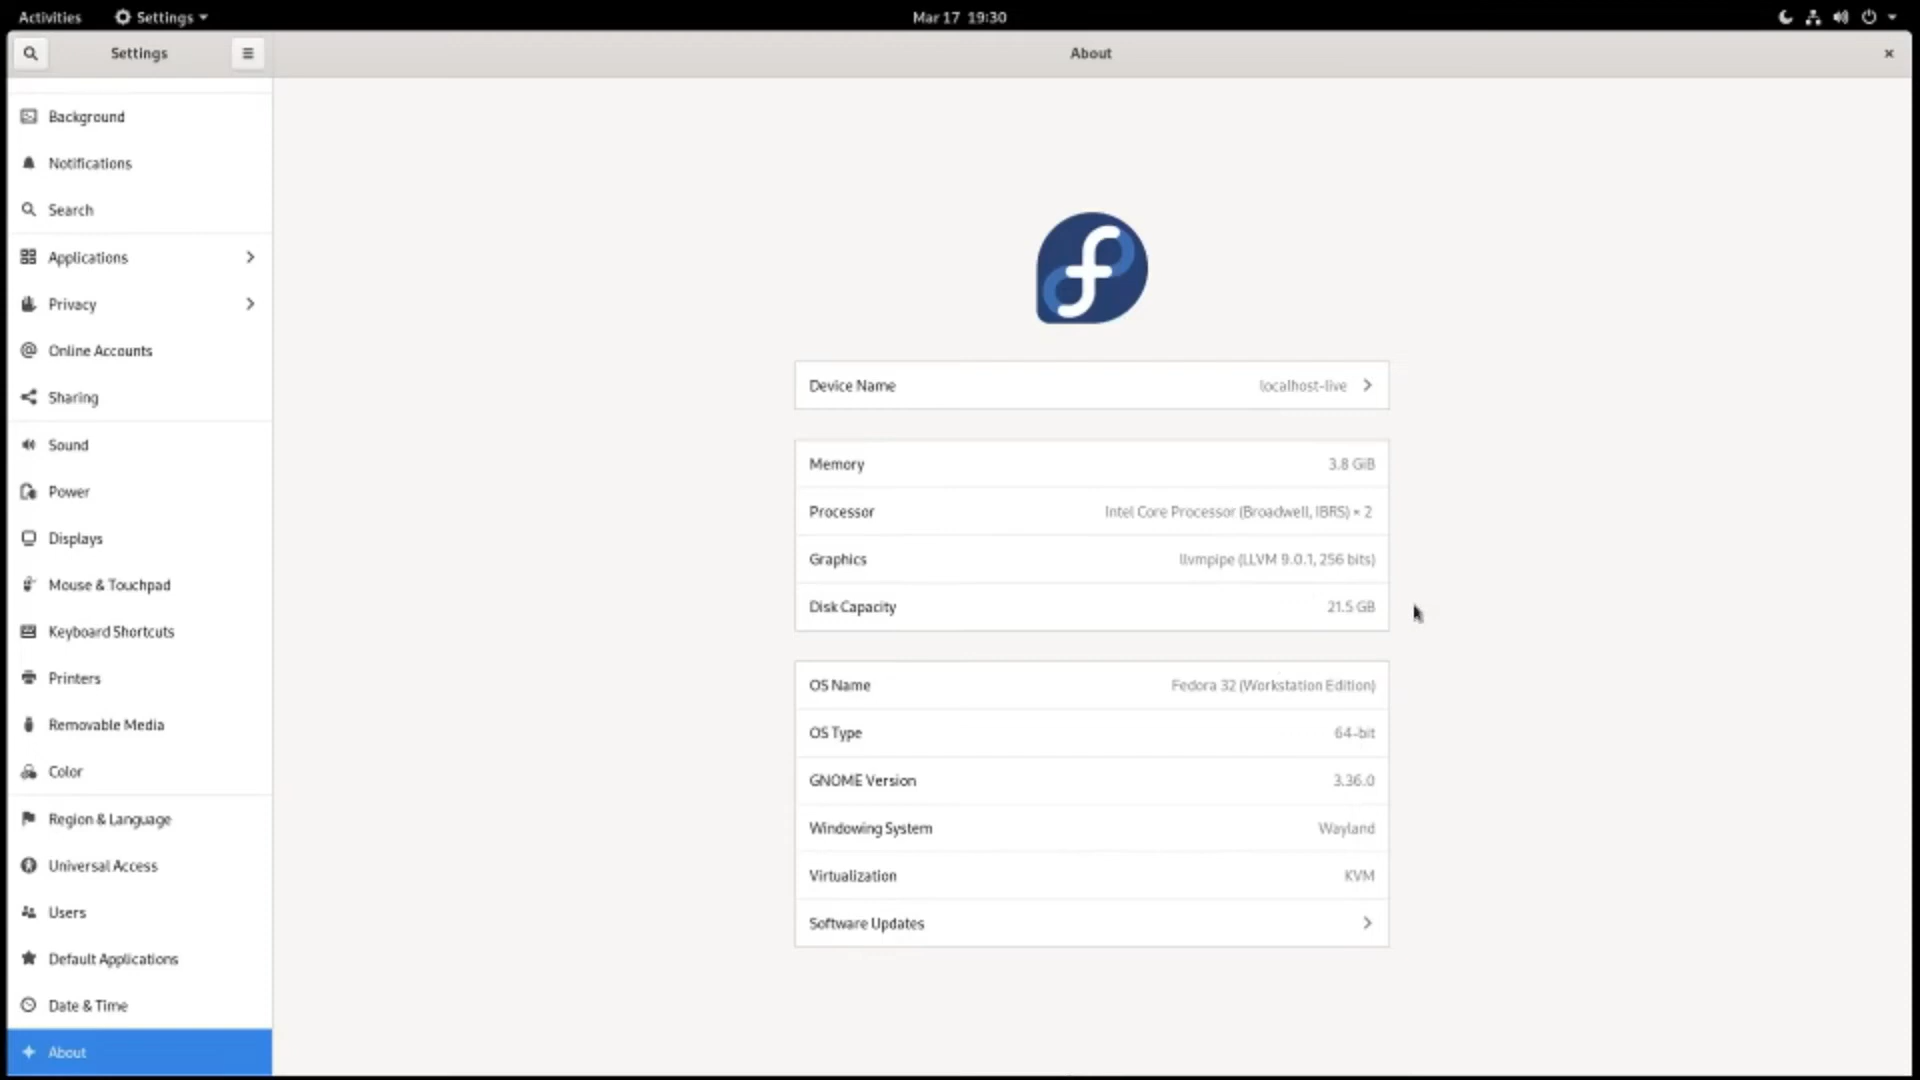 Activities Settings Mar 17 19:30
Settings About
Background
Notifications
Search
Applications
Privacy
Online Accounts
Sharing
Sound
Power
Displays
Mouse & Touchpad
Keyboard Shortcuts
Printers
Removable Media
Color
Region & Language
Universal Access
Users
Default Applications
Date & Time
About
Device Name localhost-live
Memory 3.8 GiB
Processor Intel Core Processor (Broadwell, IBRS) × 2
Graphics llvmpipe (LLVM 9.0.1, 256 bits)
Disk Capacity 21.5 GB
OS Name Fedora 32 (Workstation Edition)
OS Type 64-bit
GNOME Version 3.36.0
Windowing System Wayland
Virtualization KVM
Software Updates